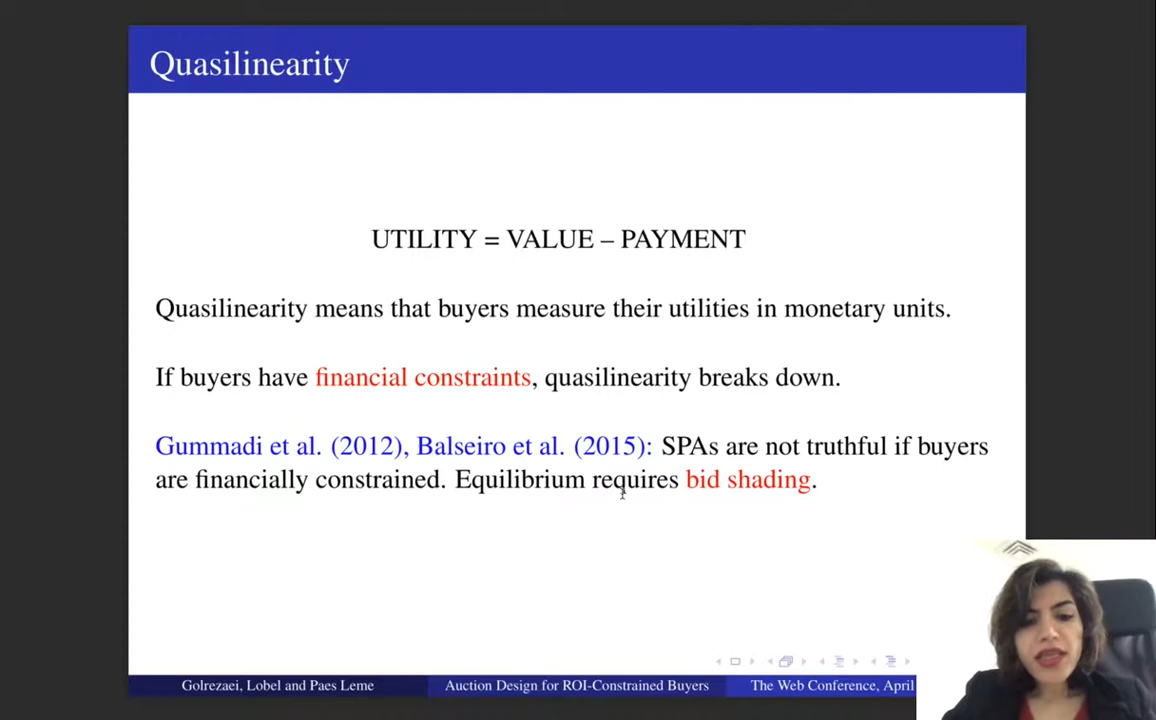 Quasilinearity
UTILITY = VALUE – PAYMENT
Quasilinearity means that buyers measure their utilities in monetary units.
If buyers have financial constraints, quasilinearity breaks down.
Gummadi et al. (2012), Balseiro et al. (2015): SPAs are not truthful if buyers
are financially constrained. Equilibrium requires bid shading.
Golrezaei, Lobel and Paes Leme
Auction Design for ROI-Constrained Buyers
The Web Conference, April